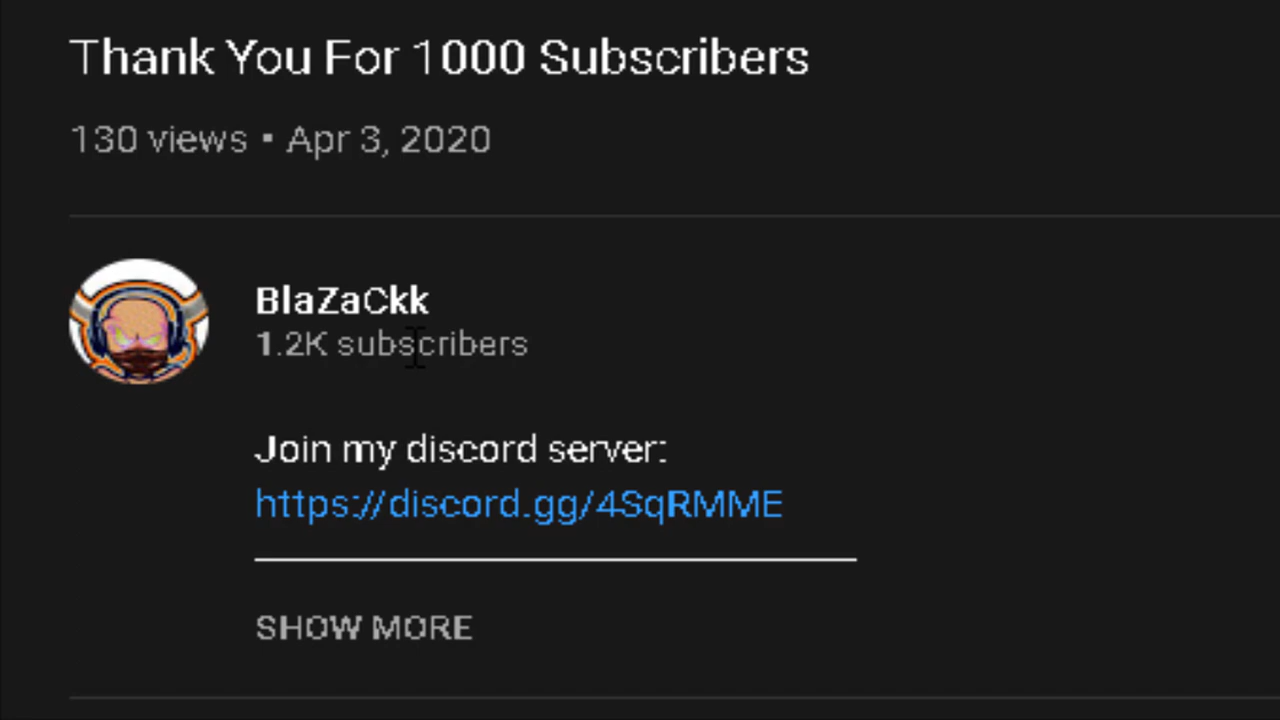 Thank You For 1000 Subscribers
130 views • Apr 3, 2020
BlaZaCkk
1.2K subscribers
Join my discord server:
https://discord.gg/4SqRMME
SHOW MORE